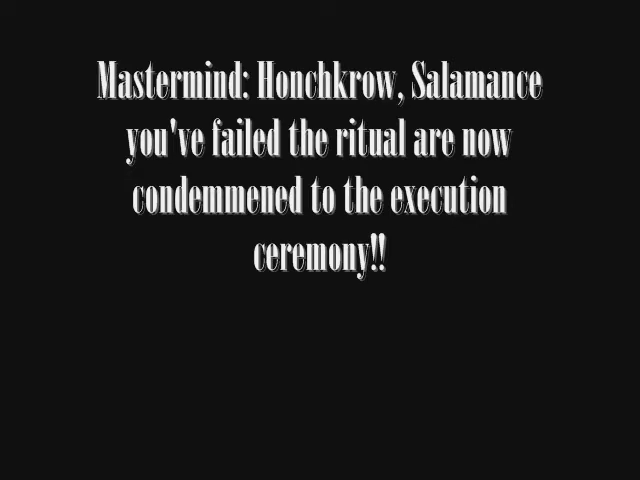 Mastermind: Honchkrow, Salamance
you've failed the ritual are now
condemmened to the execution
ceremony!!